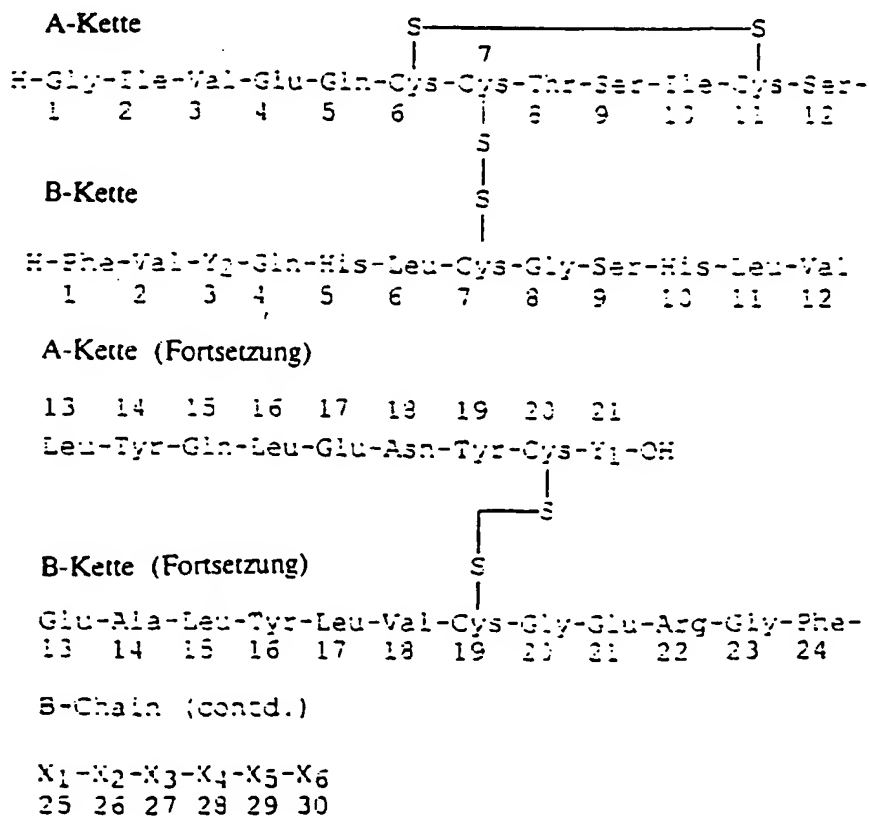 A-Kette
S S
7
H-Gly-Ile-Val-Glu-Gln-Cys-Cys-Thr-Ser-Ile-Cys-Ser-
1 2 3 4 5 6 8 9 10 11 12
S
S
B-Kette
H-Phe-Val-Y2-Gln-His-Leu-Cys-Gly-Ser-His-Leu-Val
1 2 3 4 5 6 7 8 9 10 11 12
A-Kette (Fortsetzung)
13 14 15 16 17 18 19 20 21
Leu-Tyr-Gln-Leu-Glu-Asn-Tyr-Cys-Y1-OH
S
S
B-Kette (Fortsetzung)
Glu-Ala-Leu-Tyr-Leu-Val-Cys-Gly-Glu-Arg-Gly-Phe-
13 14 15 16 17 18 19 20 21 22 23 24
B-Chain (contd.)
X1-X2-X3-X4-X5-X6
25 26 27 28 29 30